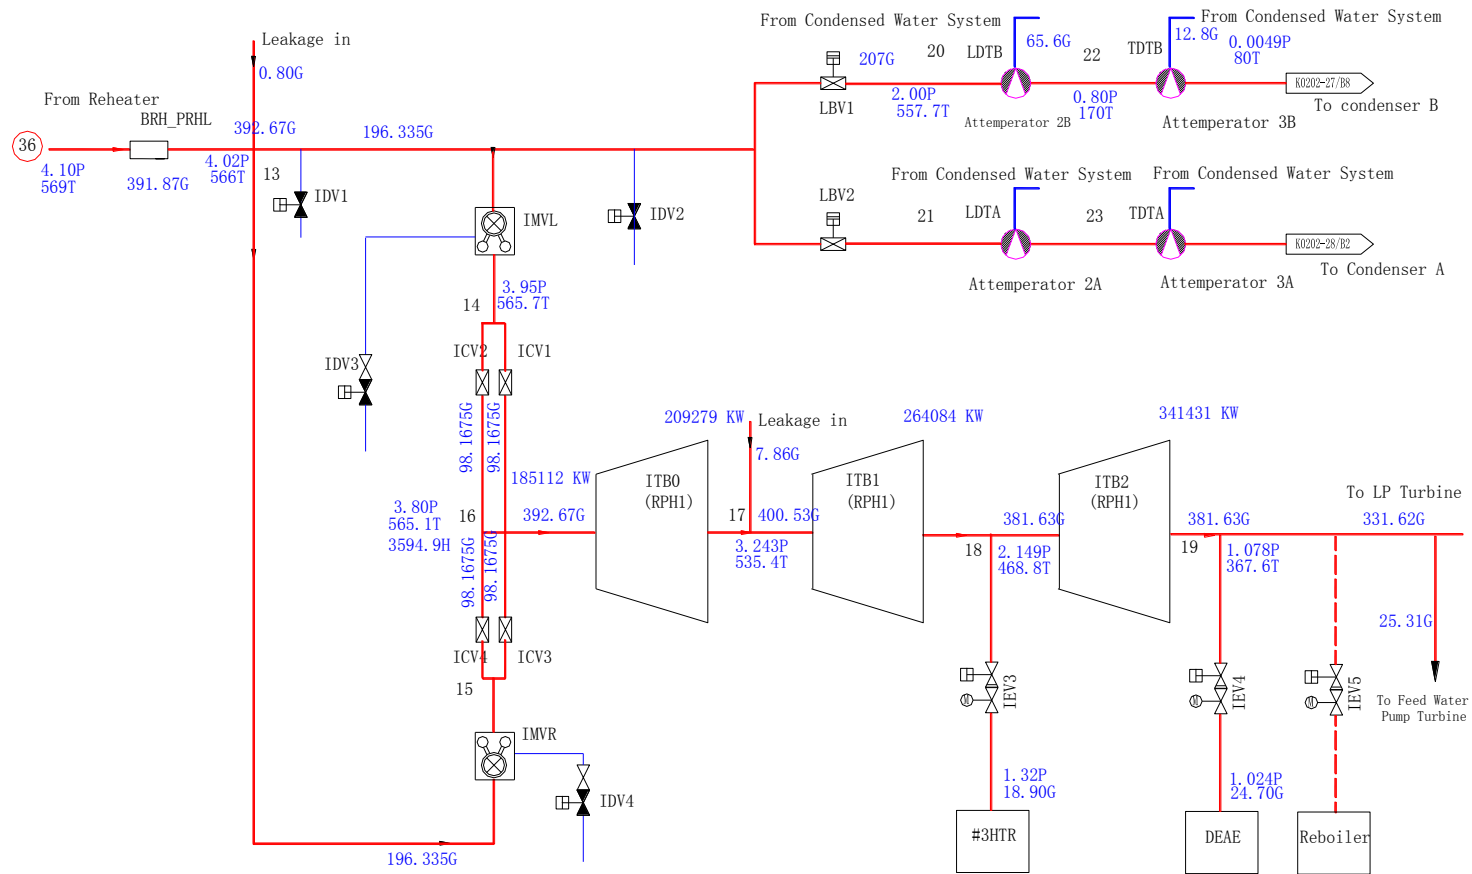 From Condensed Water System
From Condensed Water System
65.6G
12.8G
0.0049P
80T
Leakage in
0.80G
207G
20
LDTB
22
TDTB
K0202-27/B8
To condenser B
From Reheater
BRH_PRHL
392.67G
196.335G
LBV1
2.00P
557.7T
0.80P
170T
Attemperator 2B
Attemperator 3B
36
4.10P
569T
391.87G
4.02P
566T
13
IDV1
IMVL
IDV2
From Condensed Water System
From Condensed Water System
LBV2
21
LDTA
23
TDTA
K0202-28/B2
To Condenser A
Attemperator 2A
Attemperator 3A
3.95P
565.7T
14
ICV2
ICV1
IDV3
98.1675G
98.1675G
209279 KW
Leakage in
7.86G
264084 KW
341431 KW
185112 KW
ITB0
(RPH1)
ITB1
(RPH1)
ITB2
(RPH1)
3.80P
565.1T
3594.9H
16
392.67G
17
400.53G
3.243P
535.4T
18
381.63G
2.149P
468.8T
381.63G
19
1.078P
367.6T
To LP Turbine
331.62G
98.1675G
98.1675G
ICV4
ICV3
15
IMVR
IDV4
196.335G
25.31G
To Feed Water
Pump Turbine
M
IEV3
M
IEV4
M
IEV5
1.32P
18.90G
1.024P
24.70G
#3HTR
DEAE
Reboiler